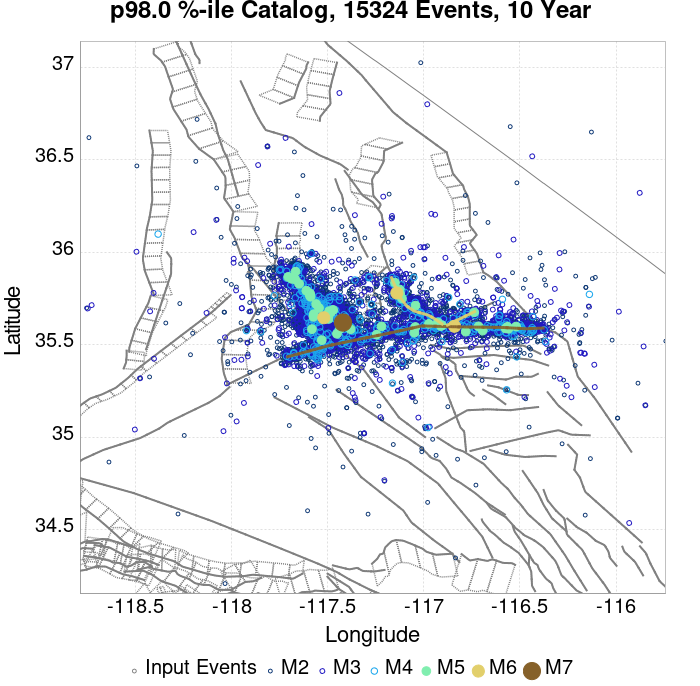 p98.0 %-ile Catalog, 15324 Events, 10 Year
37
36.5
36
35.5
35
34.5
Latitude
-118.5 -118 -117.5 -117 -116.5 -116
Longitude
Input Events M2 M3 M4 M5 M6 M7